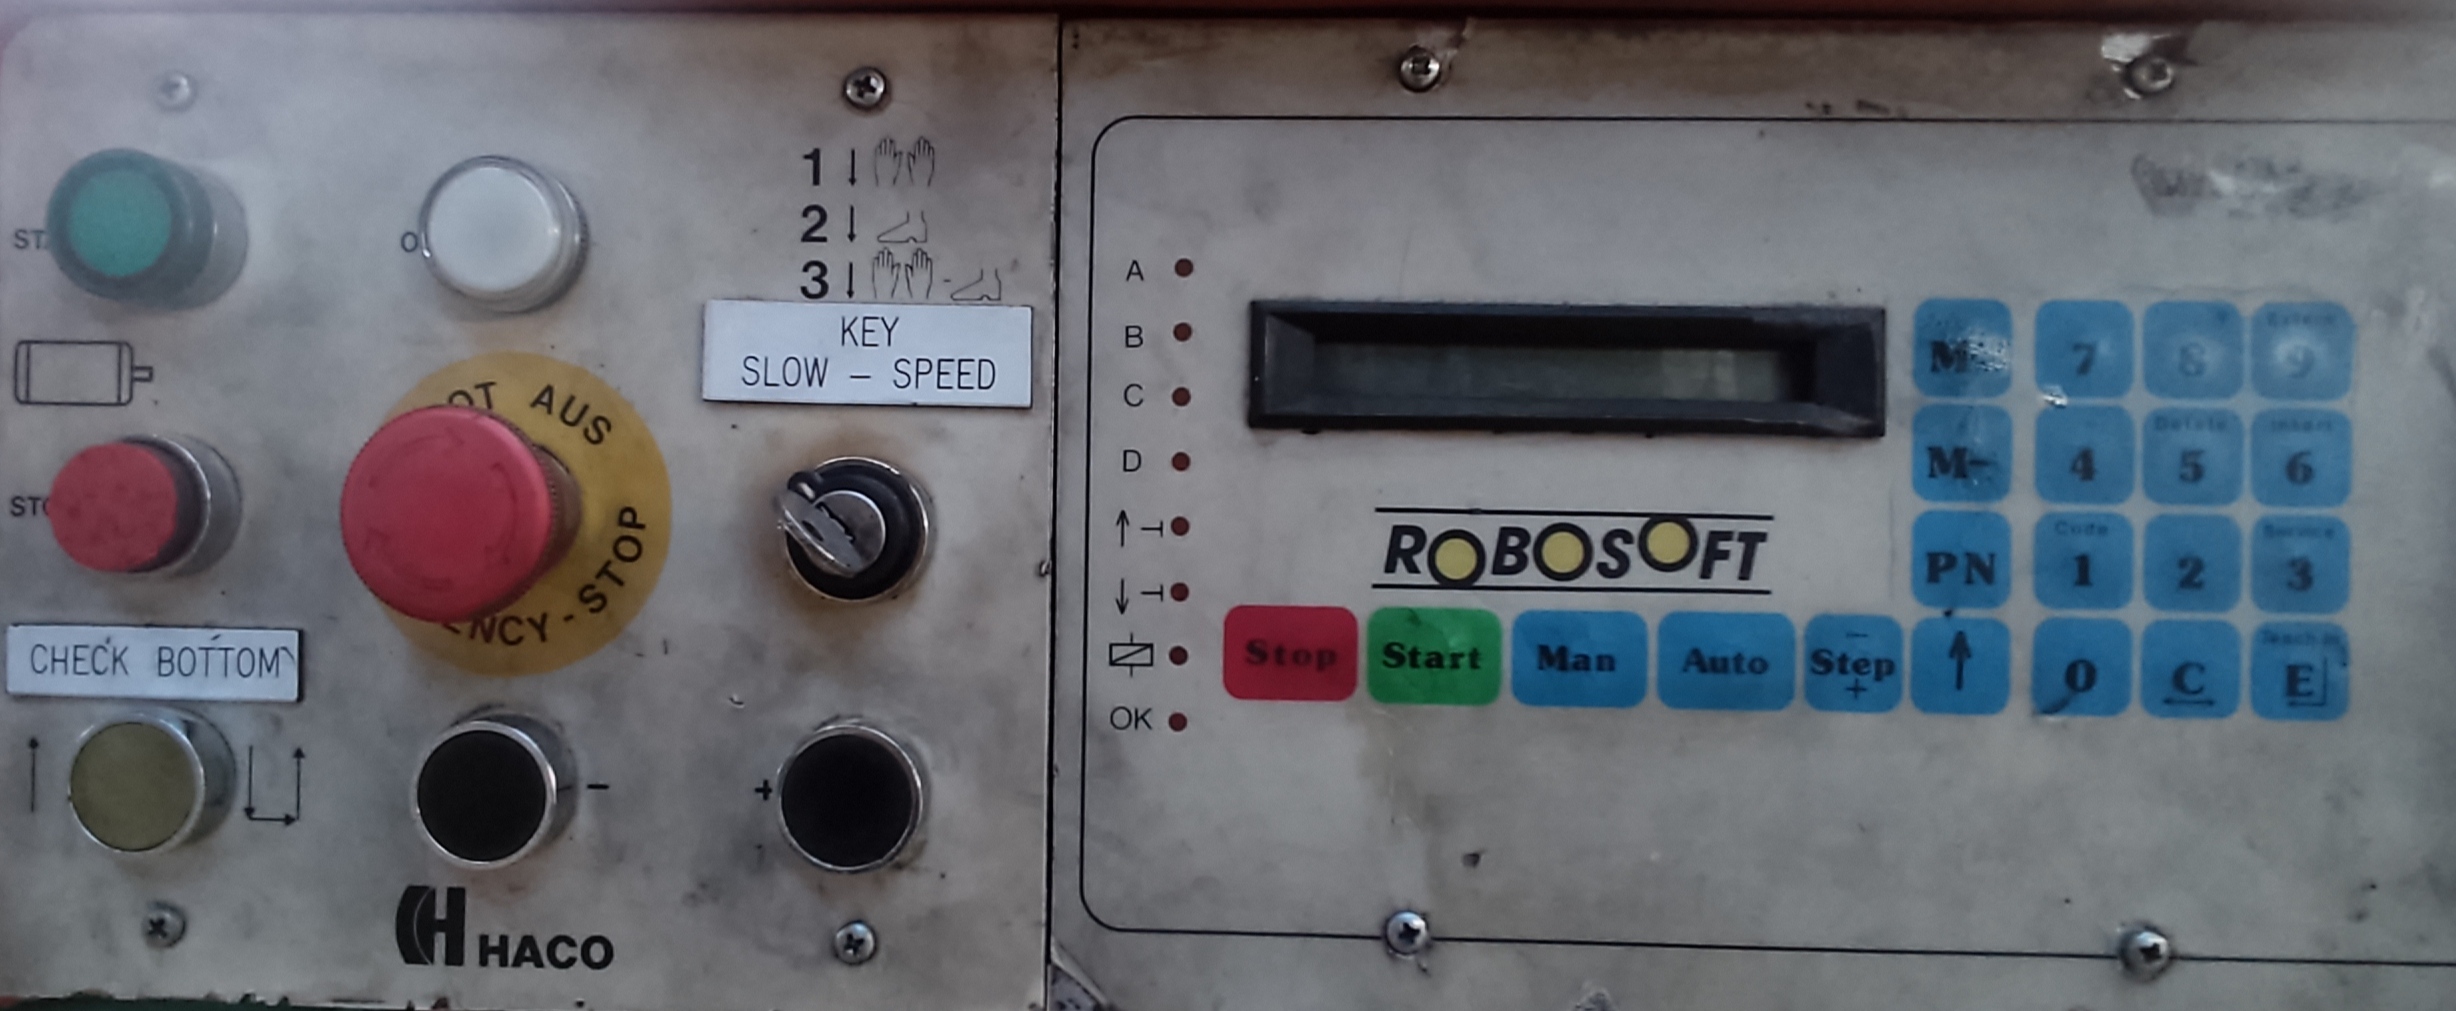 1
2
3
KEY
SLOW - SPEED
AUS
STOP
CHECK BOTTOM
-
+
HACO
A
B
C
D
OK
ROBOSOFT
Stop
Start
Man
Auto
- Step +
7
8
9
M-
4
Delete 5
Insert 6
PN
Code 1
2
Service 3
0
C
E